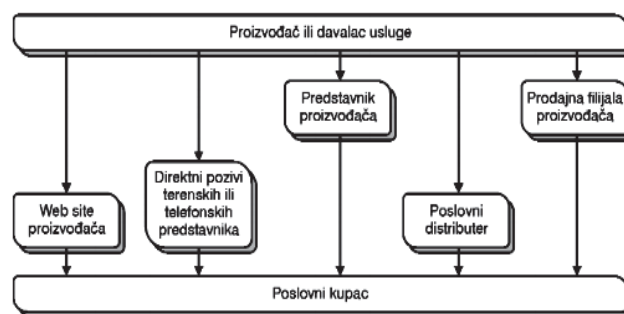 Proizvođač ili davalac usluge
Predstavnik
proizvođača
Prodajna filijala
proizvođača
Direktni pozivi
terenskih ili
telefonskih
predstavnika
Web site
proizvođača
Poslovni
distributer
Poslovni kupac